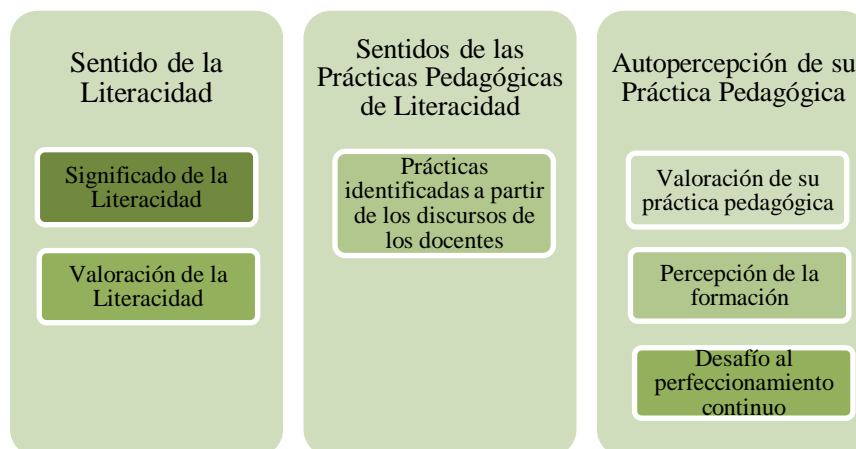 Sentido de la
Literacidad
Significado de la
Literacidad
Valoración de la
Literacidad
Sentidos de las
Prácticas Pedagógicas
de Literacidad
Prácticas
identificadas a partir
de los discursos de
los docentes
Autopercepción de su
Práctica Pedagógica
Valoración de su
práctica pedagógica
Percepción de la
formación
Desafío al
perfeccionamiento
continuo